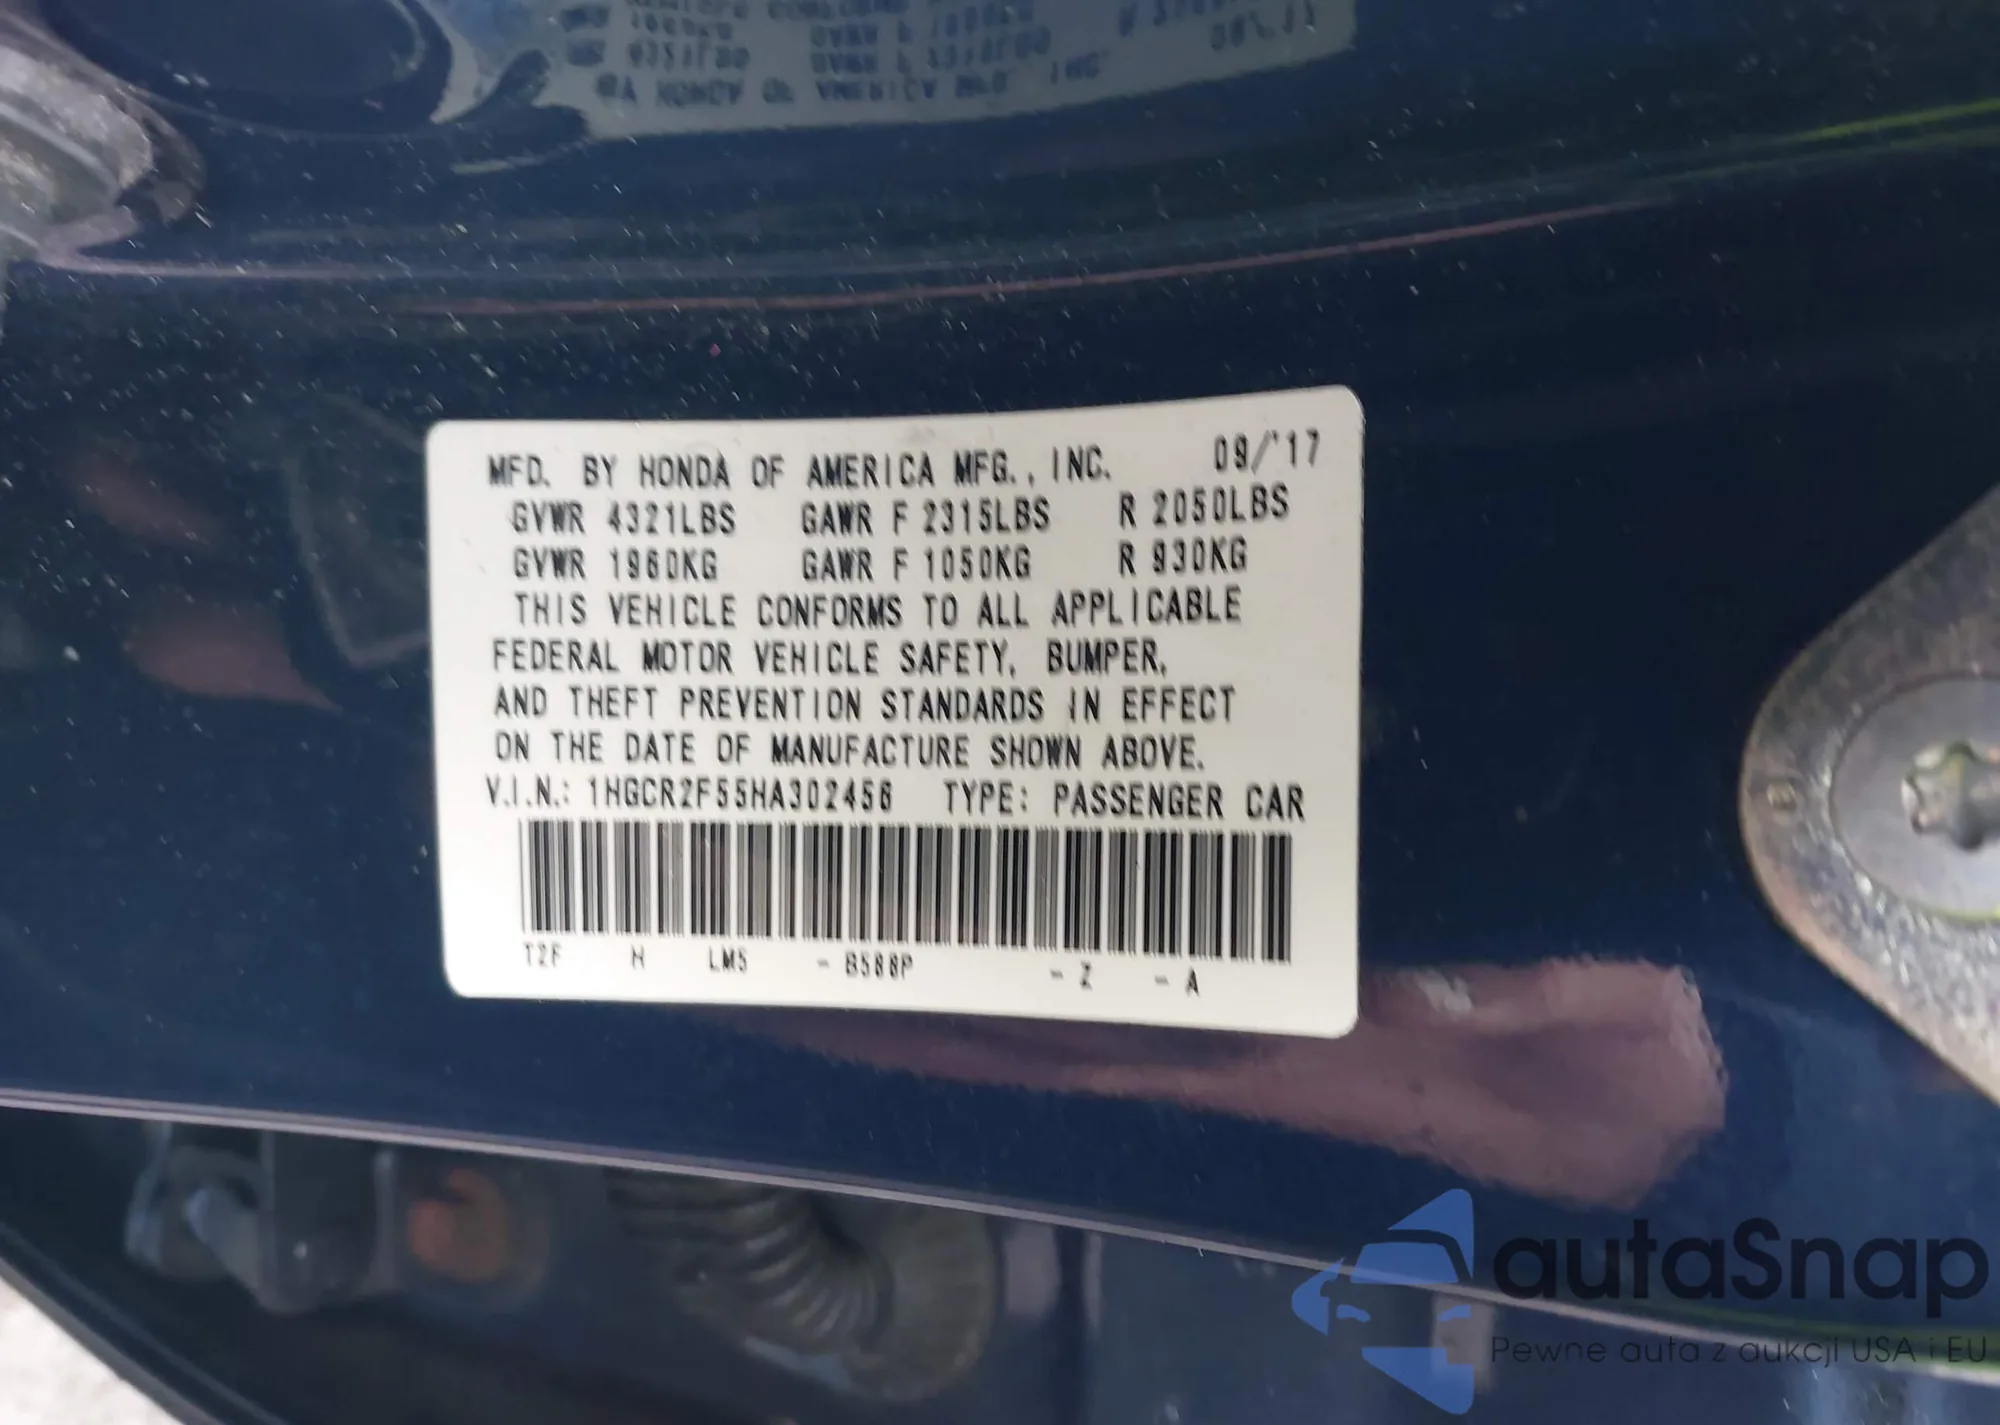 MFD. BY HONDA OF AMERICA MFG., INC. 09/'17
GVWR 4321LBS GAWR F 2315LBS R 2050LBS
GVWR 1960KG GAWR F 1050KG R 930KG
THIS VEHICLE CONFORMS TO ALL APPLICABLE
FEDERAL MOTOR VEHICLE SAFETY, BUMPER,
AND THEFT PREVENTION STANDARDS IN EFFECT
ON THE DATE OF MANUFACTURE SHOWN ABOVE.
V.I.N.: 1HGCR2F55HA302456 TYPE: PASSENGER CAR
T2F H LM5 - B588P - Z - A
autaSnap
Pewne auta z aukcji USA i EU